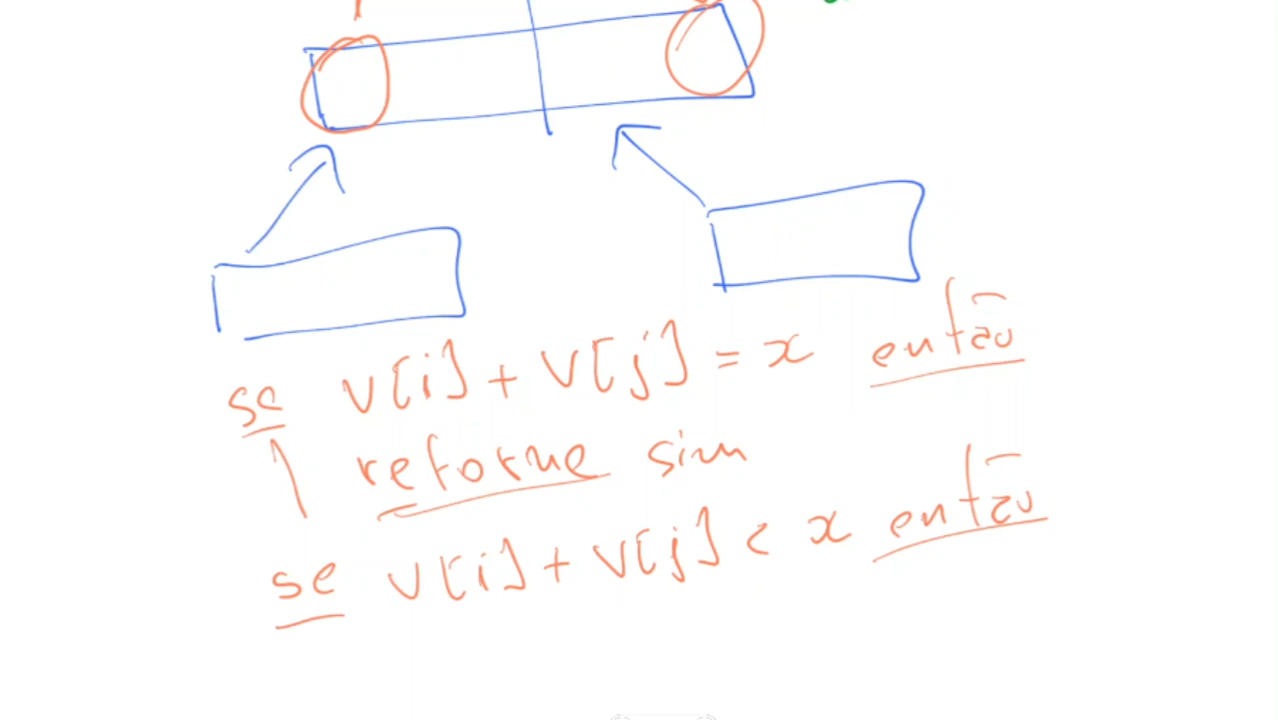 se v[i] + v[j] = x então
retorne sim
se v[i] + v[j] < x então